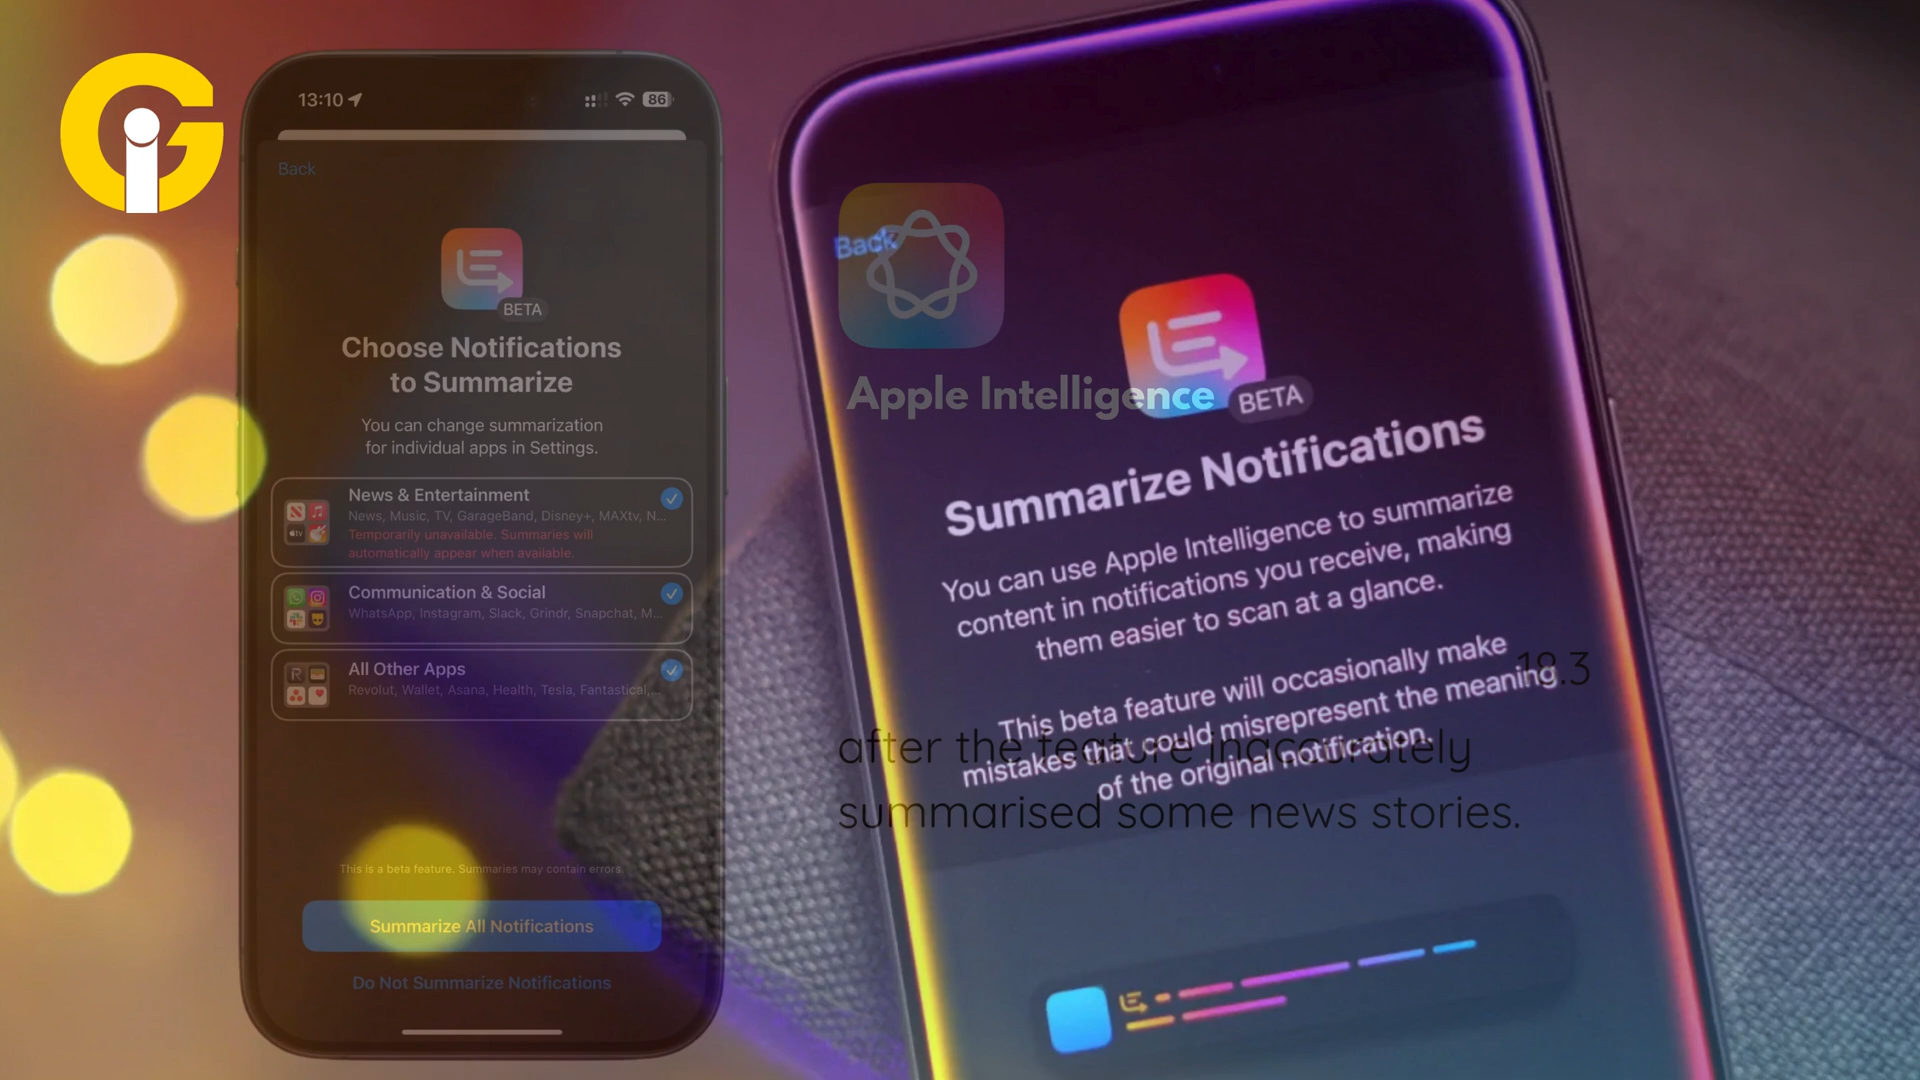 13:10
86
Back
BETA
Choose Notifications
to Summarize
You can change summarization
for individual apps in Settings.
News & Entertainment
News, Music, TV, GarageBand, Disney+, MAXtv, N...
Temporarily unavailable. Summaries will
automatically appear when available.
Communication & Social
WhatsApp, Instagram, Slack, Grindr, Snapchat, M...
All Other Apps
Revolut, Wallet, Asana, Health, Tesla, Fantastical,...
This is a beta feature. Summaries may contain errors.
Summarize All Notifications
Do Not Summarize Notifications
Back
Apple Intelligence
BETA
Summarize Notifications
You can use Apple Intelligence to summarize
content in notifications you receive, making
them easier to scan at a glance.
This beta feature will occasionally make
mistakes that could misrepresent the meaning
of the original notification.
18.3
after the feature inaccurately
summarised some news stories.